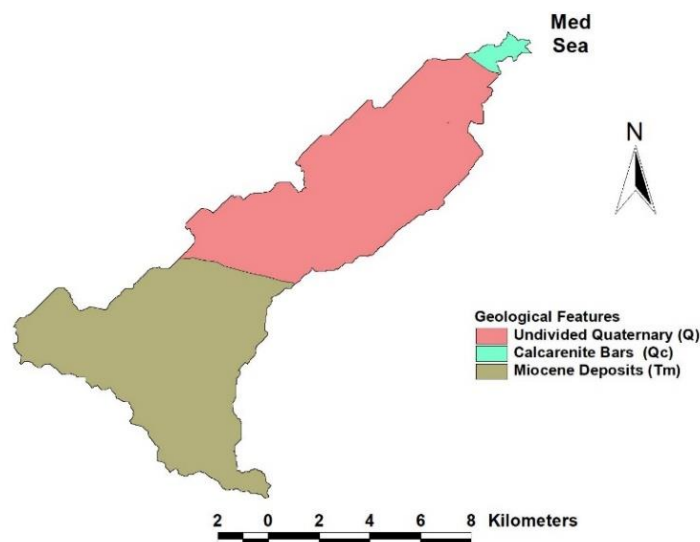 Med
Sea
N
Geological Features
Undivided Quaternary (Q)
Calcarenite Bars (Qc)
Miocene Deposits (Tm)
2 0 2 4 6 8 Kilometers